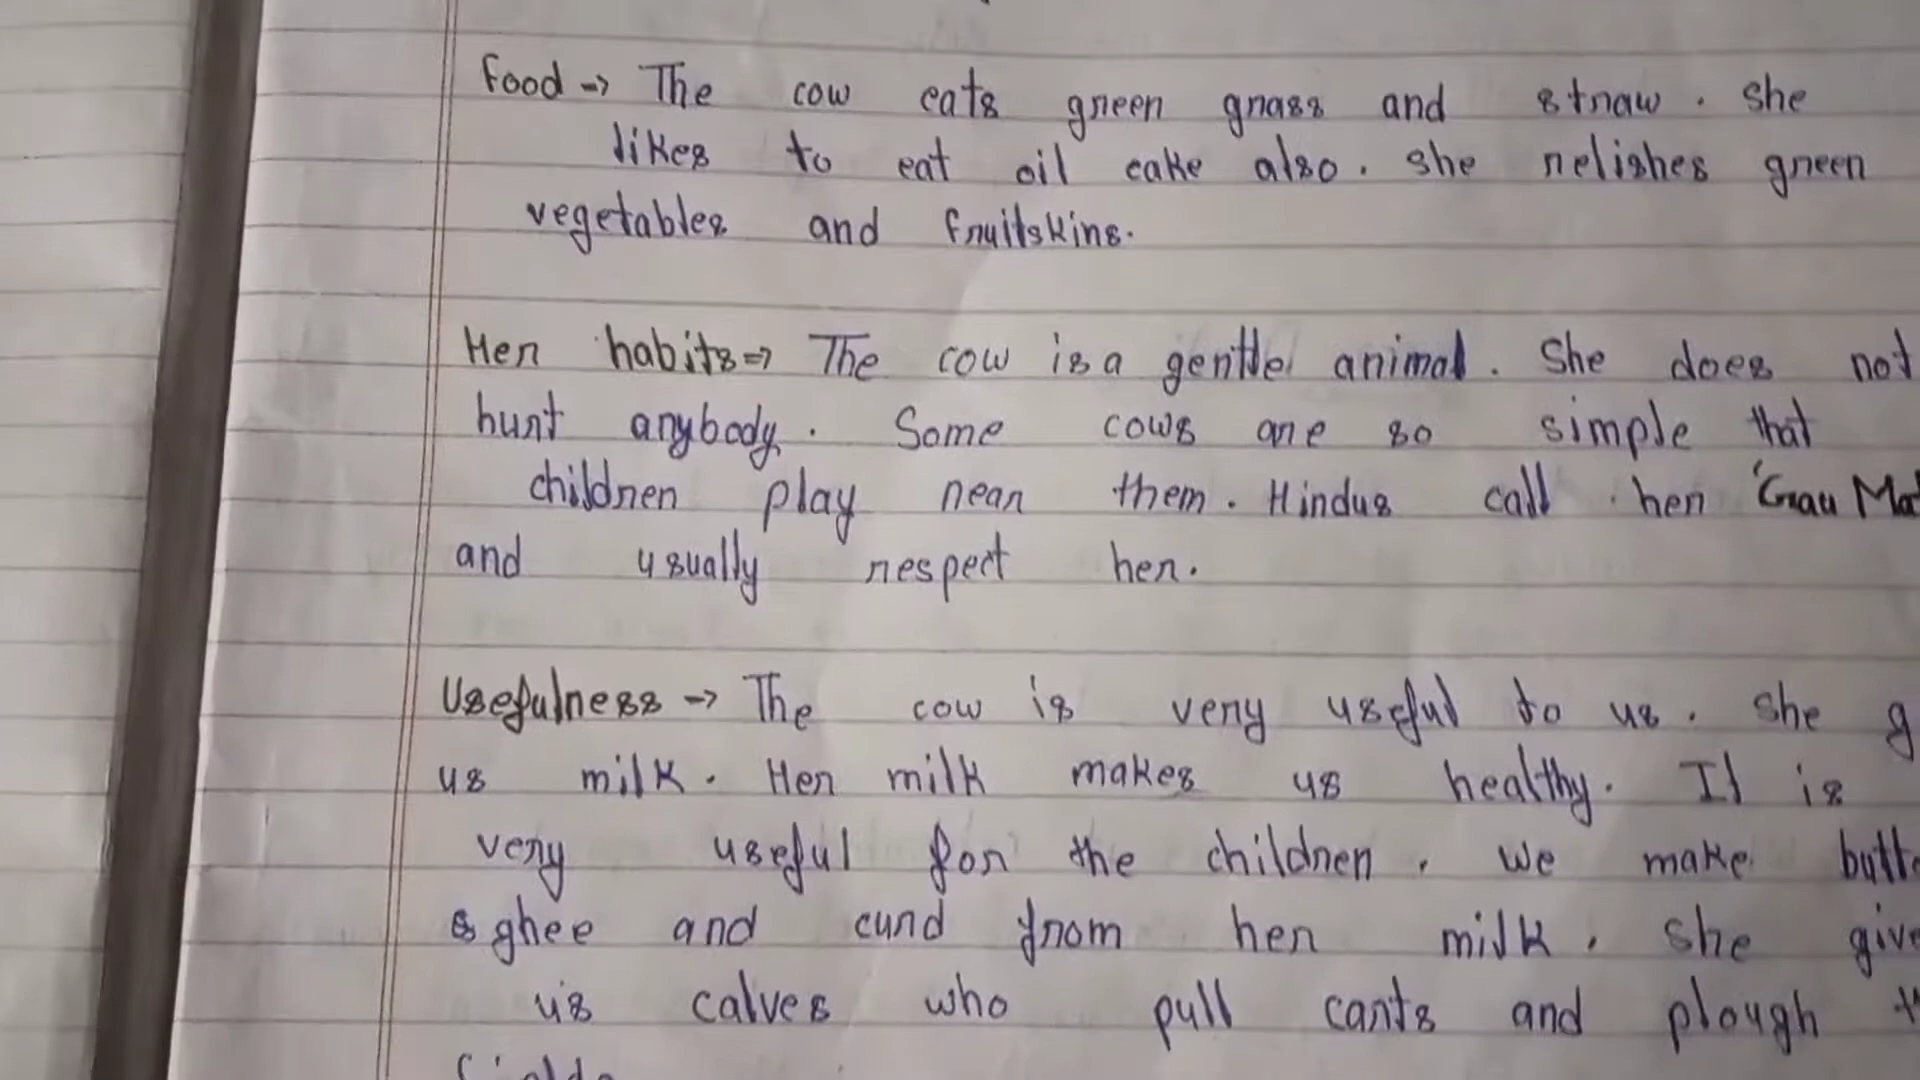 Food → The cow eats green grass and straw. she
likes to eat oil cake also. she relishes green
vegetables and fruitskins.
Her habits ⇒ The cow is a gentle animal. She does not
hurt anybody. Some cows are so simple that
children play near them. Hindus call her 'Gau Mat
and usually respect her.
Usefulness → The cow is very useful to us. she g
us milk. Her milk makes us healthy. It is
very useful for the children. We make butte
ghee and curd from her milk. she give
us calves who pull carts and plough th